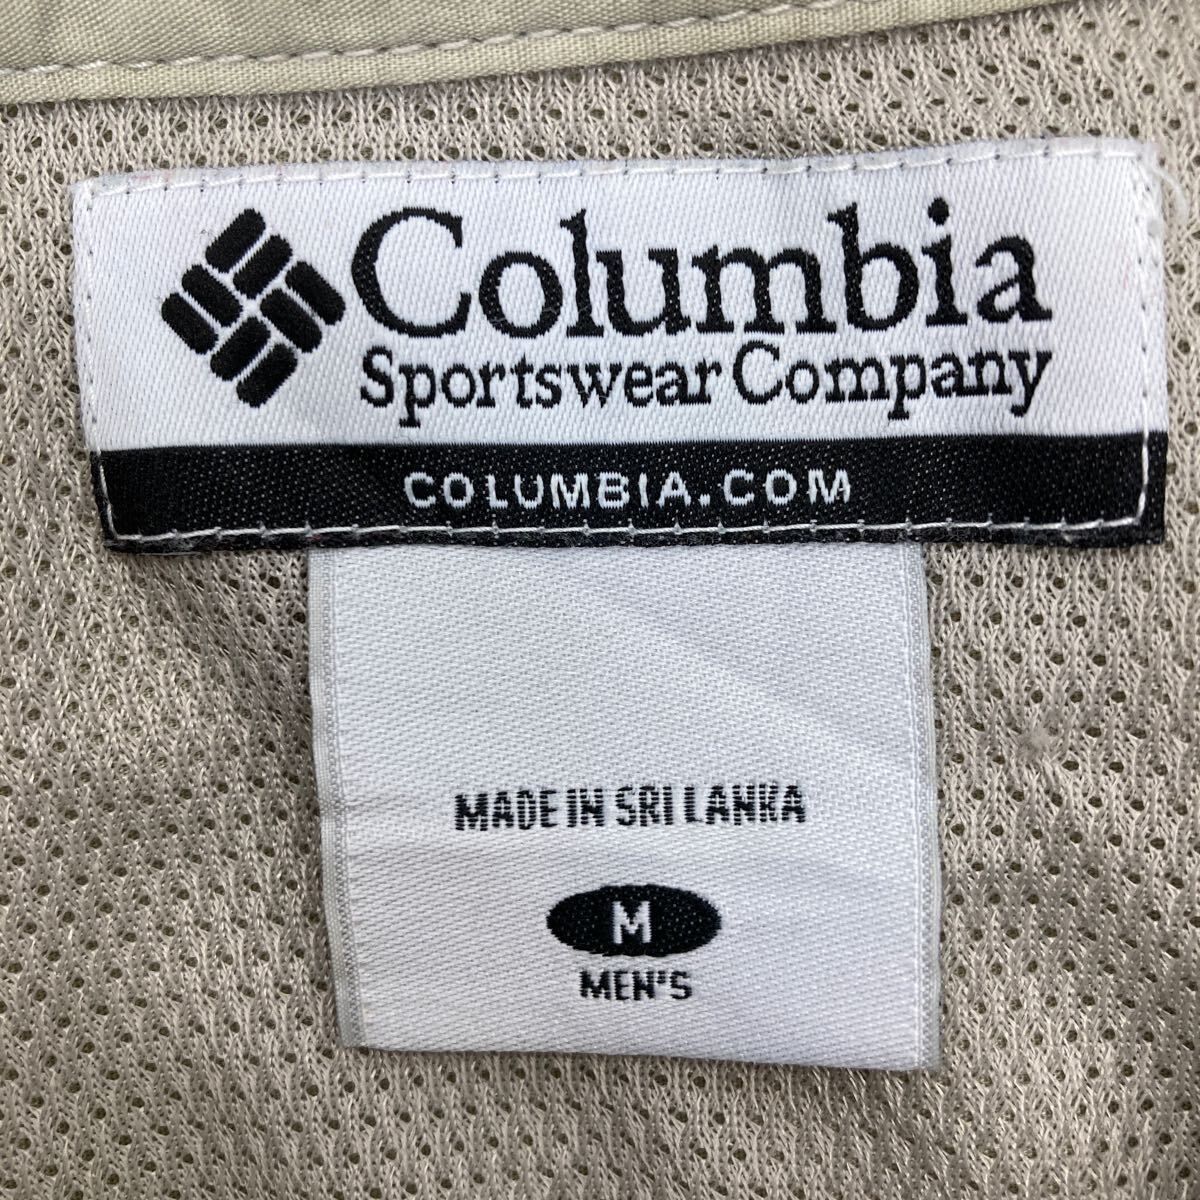 Columbia
Sportswear Company
COLUMBIA.COM
MADE IN SRI LANKA
M
MEN'S